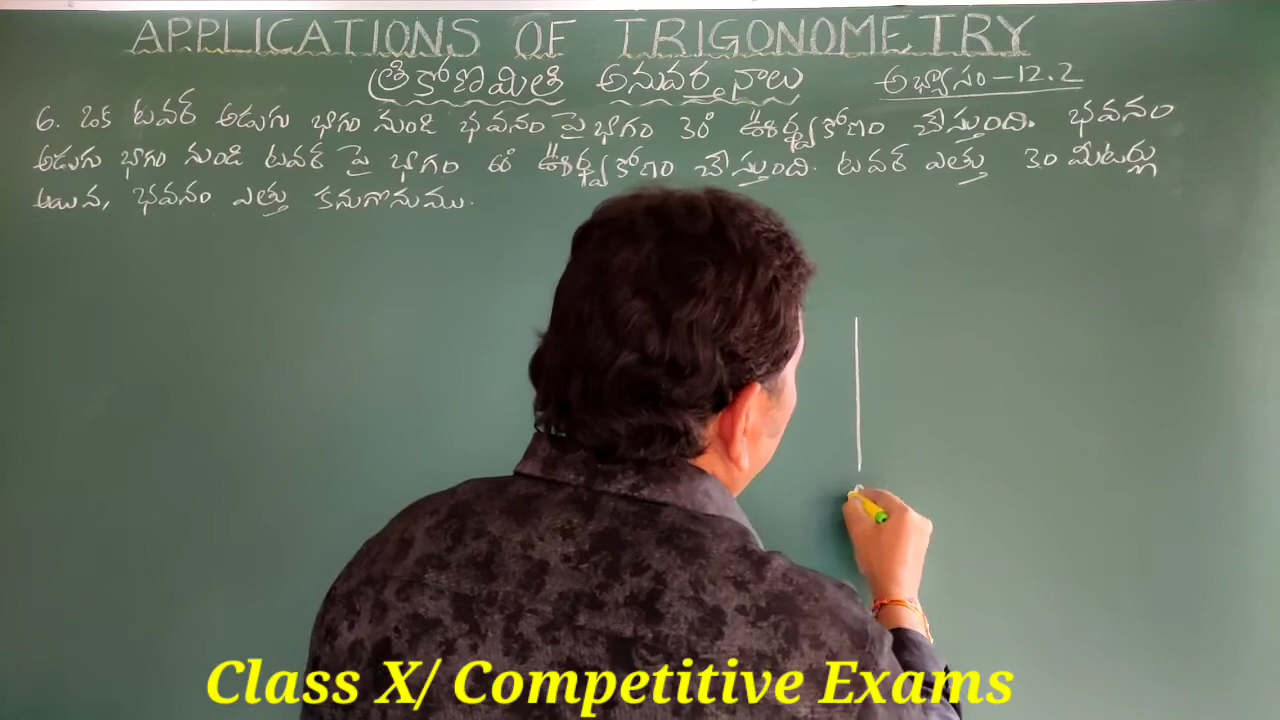 APPLICATIONS OF TRIGONOMETRY
త్రికోణమితి అనువర్తనాలు అభ్యాసం-12.2
6. ఒక టవర్ అడుగు భాగం నుండి భవనం పై భాగం 30° ఊర్ధ్వకోణం చేస్తుంది. భవనం
అడుగు భాగం నుండి టవర్ పై భాగం 60° ఊర్ధ్వకోణం చేస్తుంది. టవర్ ఎత్తు 30 మీటర్లు
అయిన, భవనం ఎత్తు కనుగొనుము.
Class X/ Competitive Exams